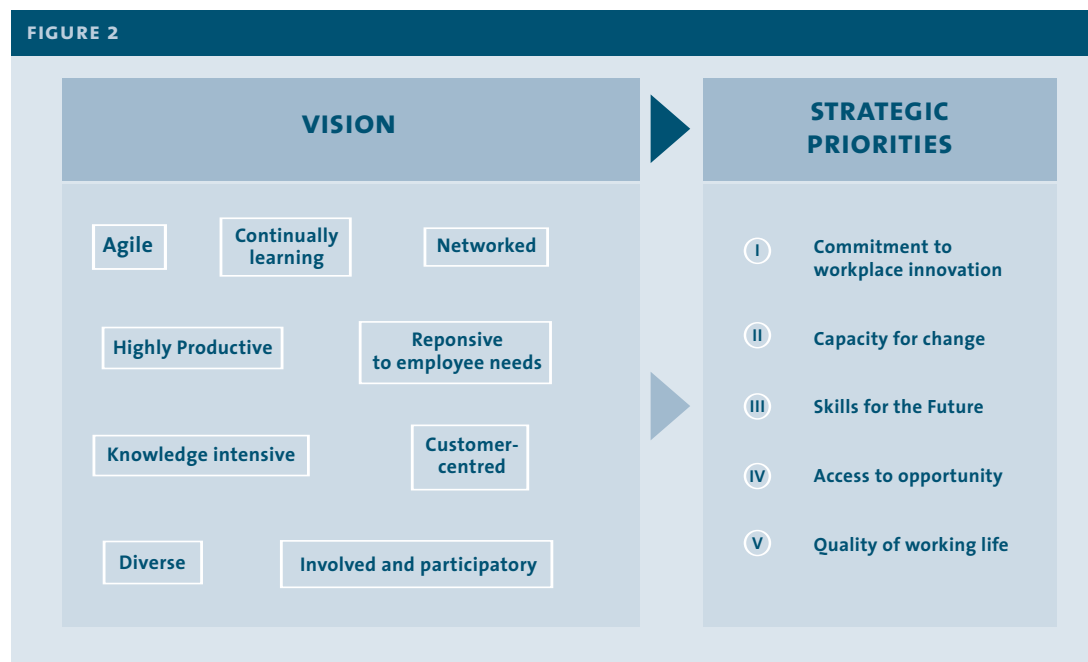 FIGURE 2
VISION
STRATEGIC
PRIORITIES
Agile
Continually
learning
Networked
Highly Productive
Reponsive
to employee needs
Knowledge intensive
Customer-
centred
Diverse
Involved and participatory
I
Commitment to
workplace innovation
II
Capacity for change
III
Skills for the Future
IV
Access to opportunity
V
Quality of working life